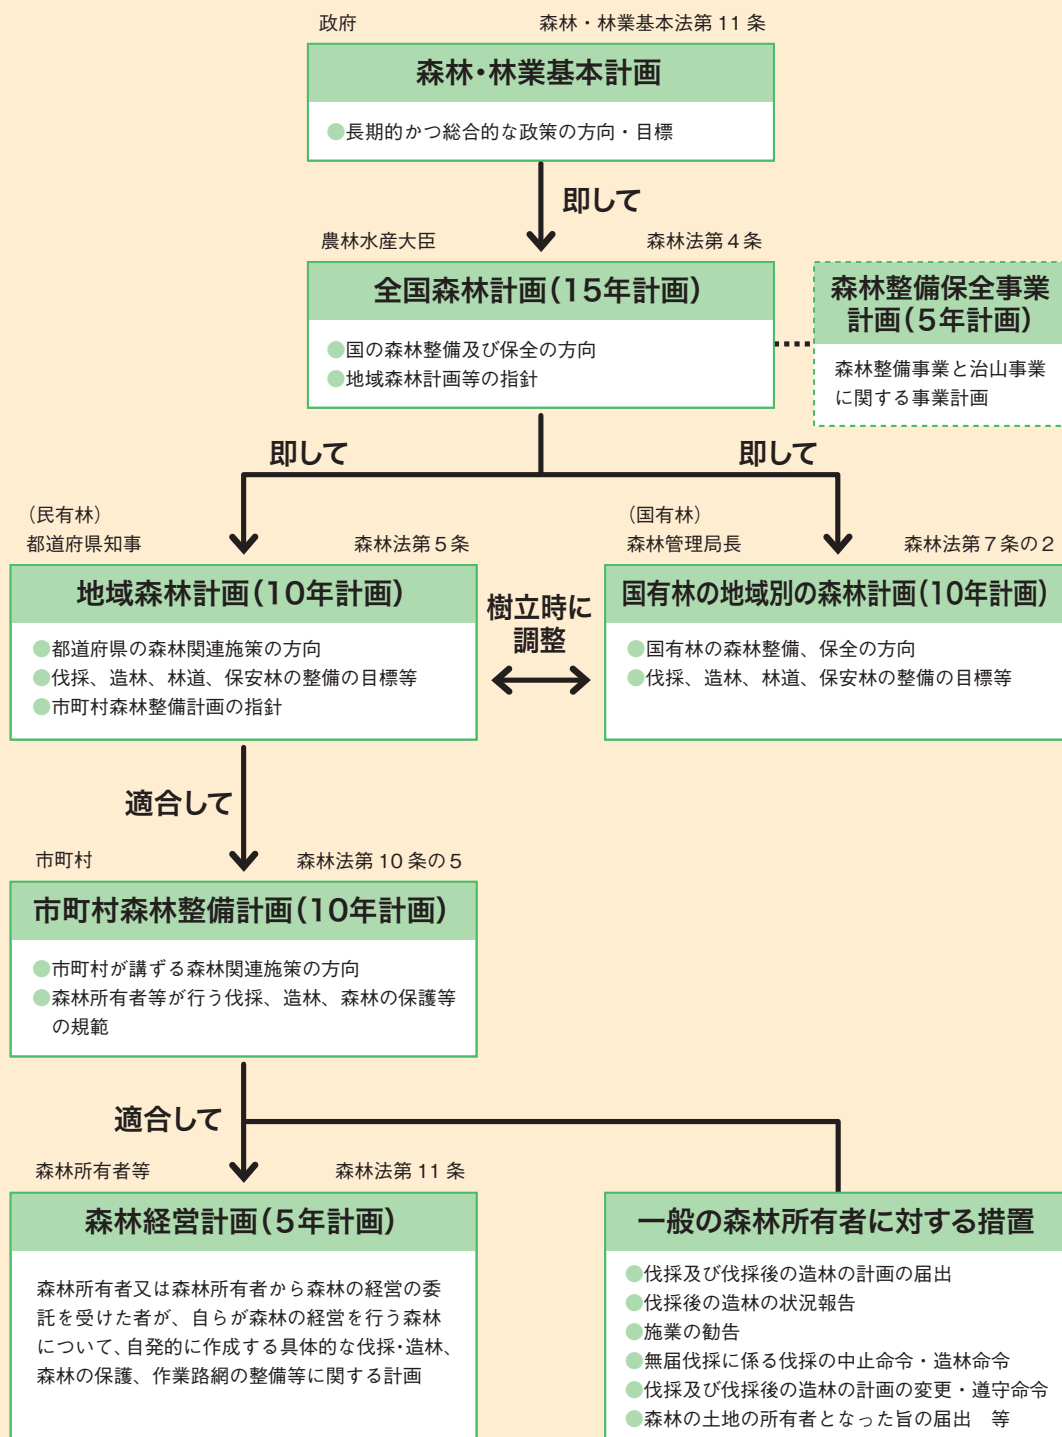 政府　森林・林業基本法第11条
森林・林業基本計画
●長期的かつ総合的な政策の方向・目標
即して
農林水産大臣　森林法第4条
全国森林計画（15年計画）
●国の森林整備及び保全の方向
●地域森林計画等の指針
森林整備保全事業
計画（5年計画）
森林整備事業と治山事業
に関する事業計画
即して　即して
（民有林）
都道府県知事　森林法第5条
地域森林計画（10年計画）
●都道府県の森林関連施策の方向
●伐採、造林、林道、保安林の整備の目標等
●市町村森林整備計画の指針
樹立時に
調整
（国有林）
森林管理局長　森林法第7条の2
国有林の地域別の森林計画（10年計画）
●国有林の森林整備、保全の方向
●伐採、造林、林道、保安林の整備の目標等
適合して
市町村　森林法第10条の5
市町村森林整備計画（10年計画）
●市町村が講ずる森林関連施策の方向
●森林所有者等が行う伐採、造林、森林の保護等
の規範
適合して
森林所有者等　森林法第11条
森林経営計画（5年計画）
森林所有者又は森林所有者から森林の経営の委
託を受けた者が、自らが森林の経営を行う森林
について、自発的に作成する具体的な伐採・造林、
森林の保護、作業路網の整備等に関する計画
一般の森林所有者に対する措置
●伐採及び伐採後の造林の計画の届出
●伐採後の造林の状況報告
●施業の勧告
●無届伐採に係る伐採の中止命令・造林命令
●伐採及び伐採後の造林の計画の変更・遵守命令
●森林の土地の所有者となった旨の届出　等